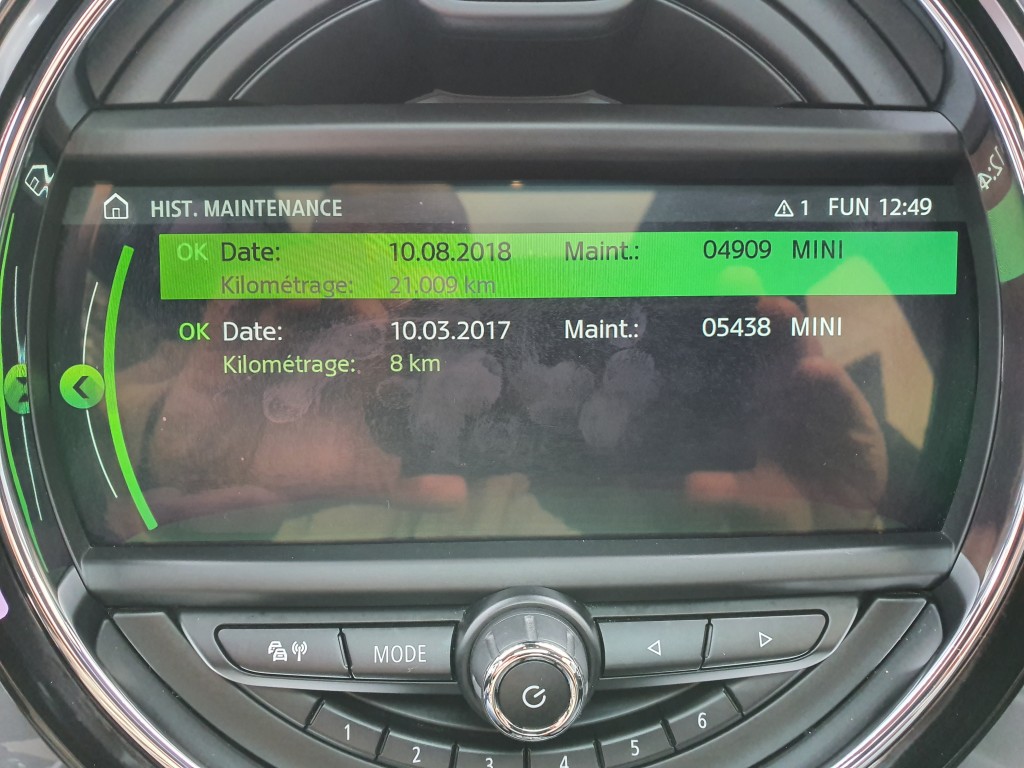 HIST. MAINTENANCE 1 FUN 12:49
OK Date: 10.08.2018 Maint.: 04909 MINI
Kilométrage: 21.009 km
OK Date: 10.03.2017 Maint.: 05438 MINI
Kilométrage: 8 km
MODE
1 2 3 4 5 6